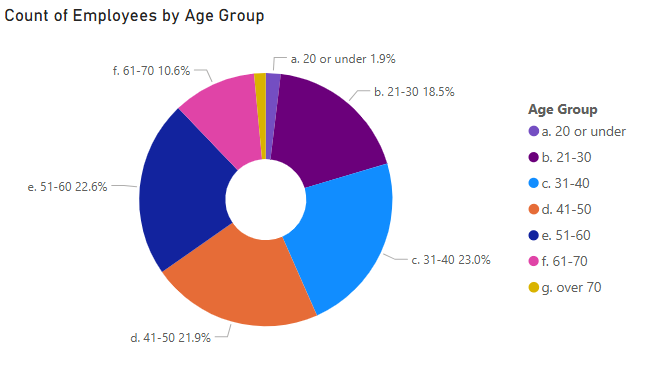 Count of Employees by Age Group
a. 20 or under 1.9%
b. 21-30 18.5%
c. 31-40 23.0%
d. 41-50 21.9%
e. 51-60 22.6%
f. 61-70 10.6%
Age Group
a. 20 or under
b. 21-30
c. 31-40
d. 41-50
e. 51-60
f. 61-70
g. over 70